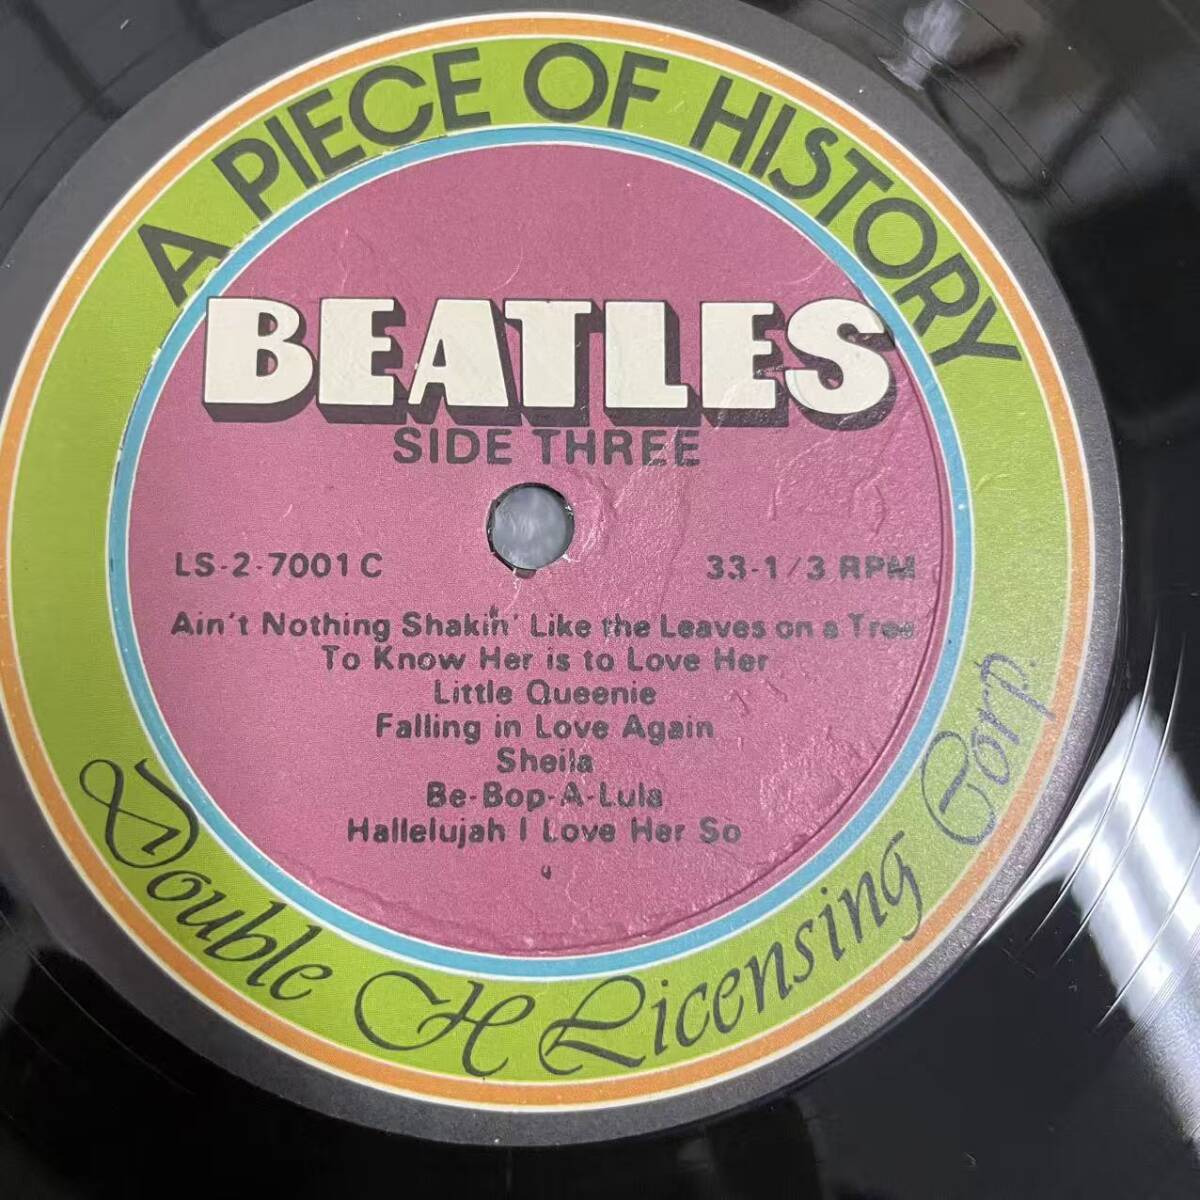 A PIECE OF HISTORY
BEATLES
SIDE THREE
LS-2-7001 C
33-1/3 RPM
Ain't Nothing Shakin' Like the Leaves on a Tree
To Know Her is to Love Her
Little Queenie
Falling in Love Again
Sheila
Be-Bop-A-Lula
Hallelujah I Love Her So
Double H Licensing Corp.